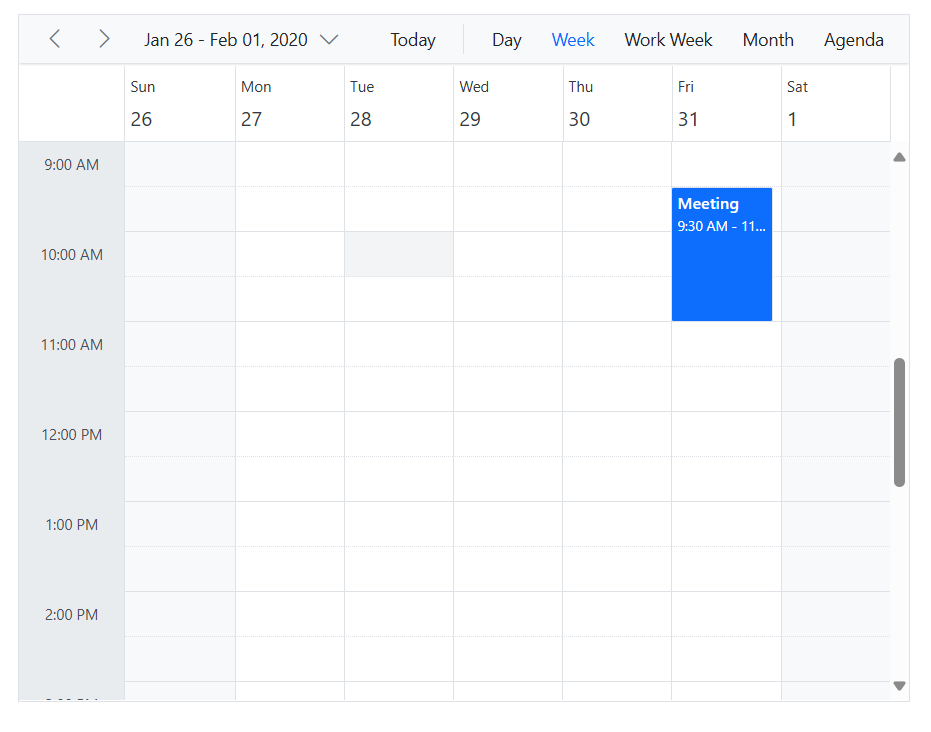 Jan 26 - Feb 01, 2020 Today Day Week Work Week Month Agenda
Sun Mon Tue Wed Thu Fri Sat
26 27 28 29 30 31 1
9:00 AM
Meeting
9:30 AM - 11...
10:00 AM
11:00 AM
12:00 PM
1:00 PM
2:00 PM